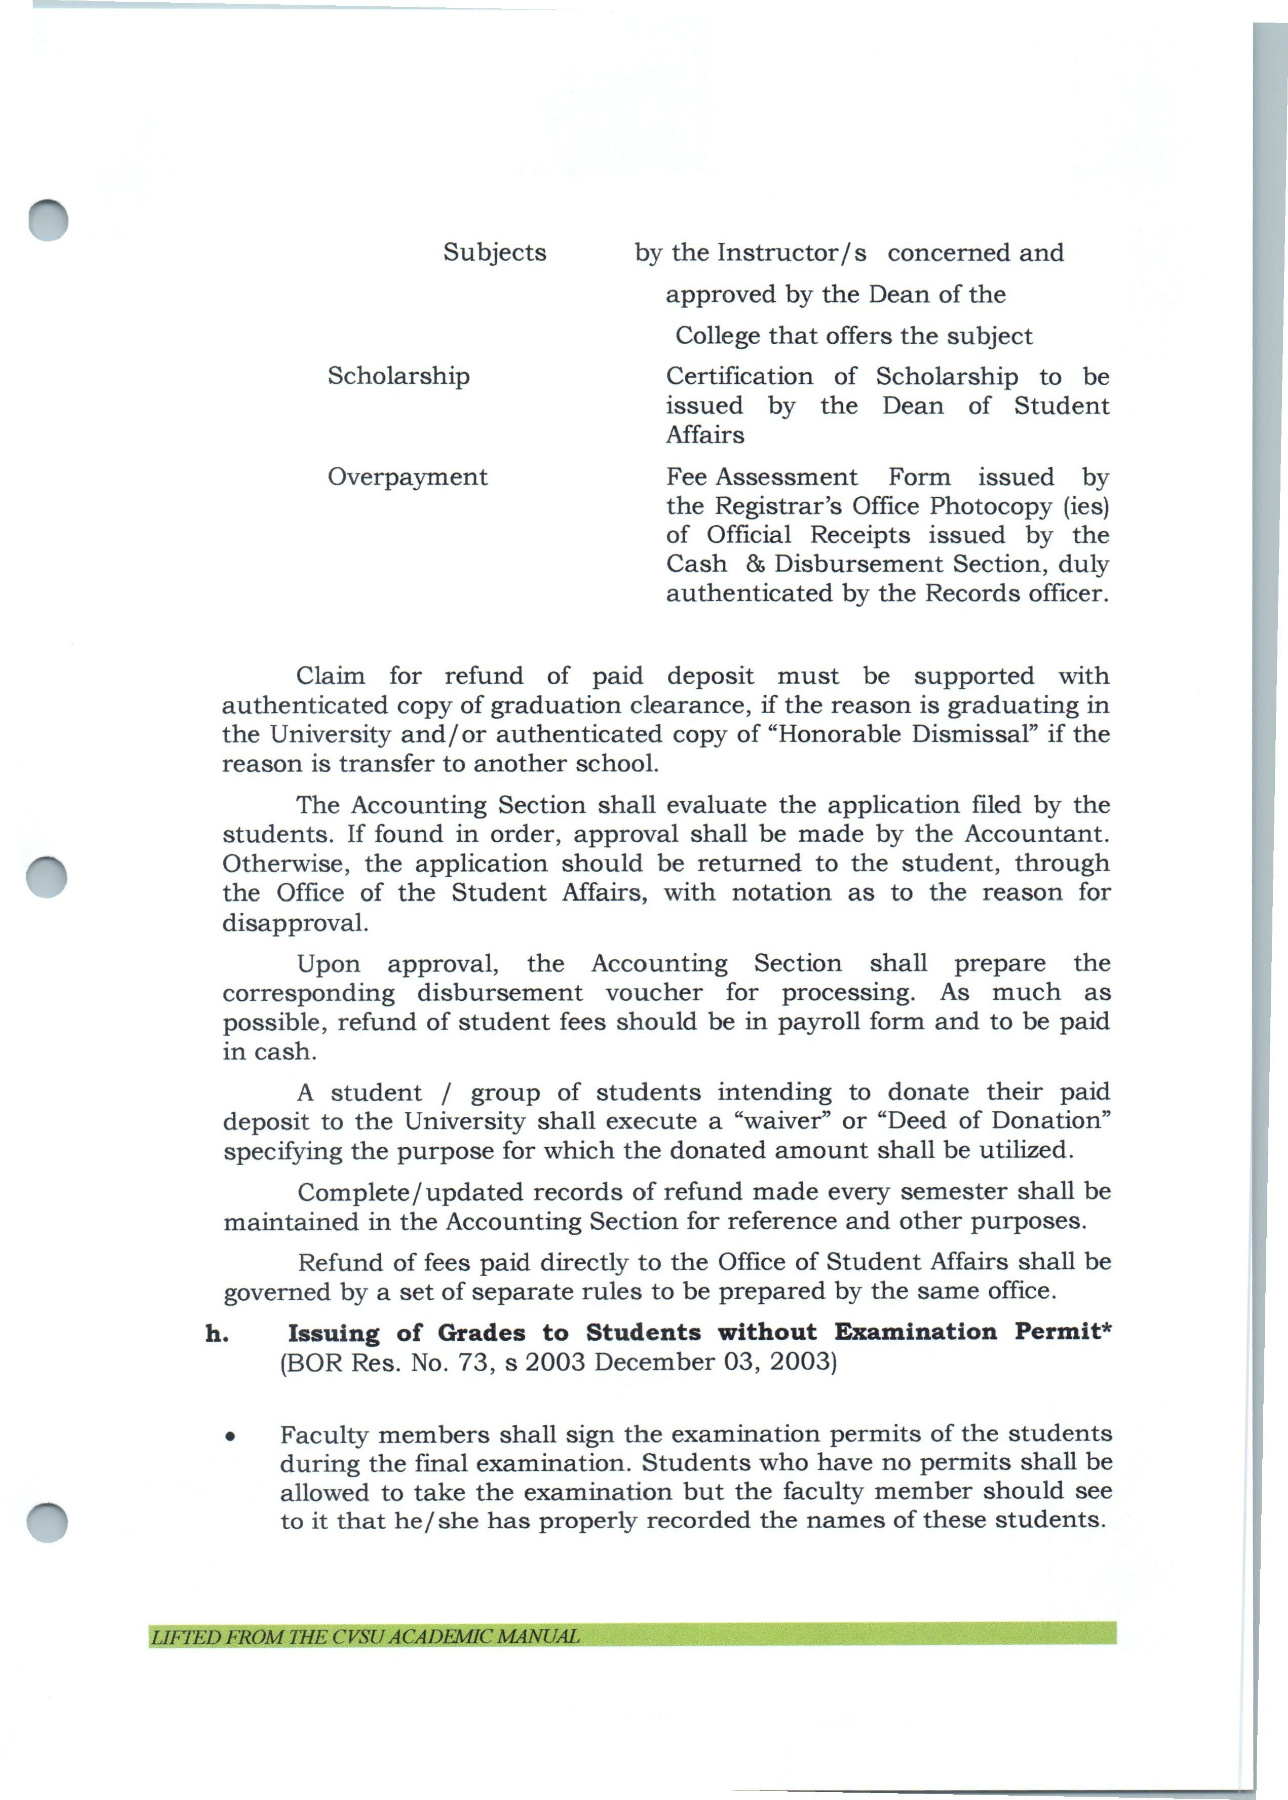 Subjects by the Instructor/s concerned and
approved by the Dean of the
College that offers the subject
Scholarship Certification of Scholarship to be
issued by the Dean of Student
Affairs
Overpayment Fee Assessment Form issued by
the Registrar's Office Photocopy (ies)
of Official Receipts issued by the
Cash & Disbursement Section, duly
authenticated by the Records officer.
Claim for refund of paid deposit must be supported with
authenticated copy of graduation clearance, if the reason is graduating in
the University and/or authenticated copy of “Honorable Dismissal” if the
reason is transfer to another school.
The Accounting Section shall evaluate the application filed by the
students. If found in order, approval shall be made by the Accountant.
Otherwise, the application should be returned to the student, through
the Office of the Student Affairs, with notation as to the reason for
disapproval.
Upon approval, the Accounting Section shall prepare the
corresponding disbursement voucher for processing. As much as
possible, refund of student fees should be in payroll form and to be paid
in cash.
A student / group of students intending to donate their paid
deposit to the University shall execute a “waiver” or “Deed of Donation”
specifying the purpose for which the donated amount shall be utilized.
Complete/updated records of refund made every semester shall be
maintained in the Accounting Section for reference and other purposes.
Refund of fees paid directly to the Office of Student Affairs shall be
governed by a set of separate rules to be prepared by the same office.
h. Issuing of Grades to Students without Examination Permit*
(BOR Res. No. 73, s 2003 December 03, 2003)
• Faculty members shall sign the examination permits of the students
during the final examination. Students who have no permits shall be
allowed to take the examination but the faculty member should see
to it that he/she has properly recorded the names of these students.
LIFTED FROM THE CVSU ACADEMIC MANUAL